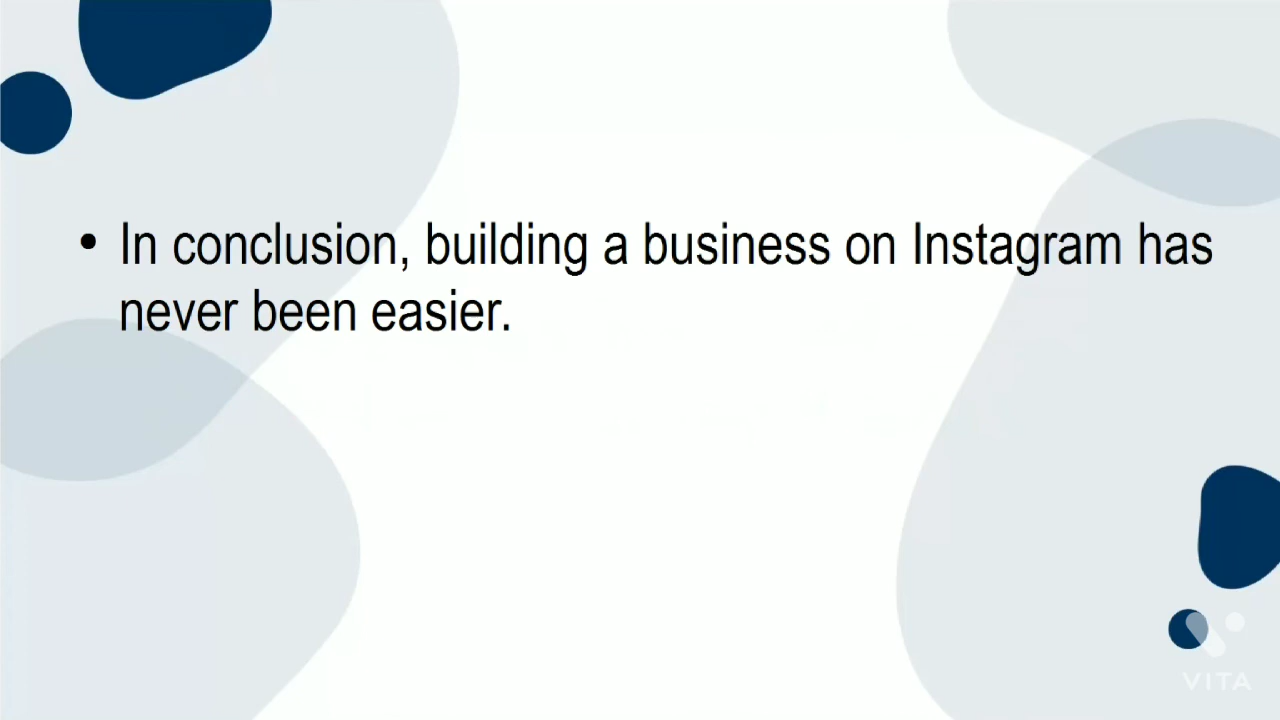 • In conclusion, building a business on Instagram has
never been easier.
VITA